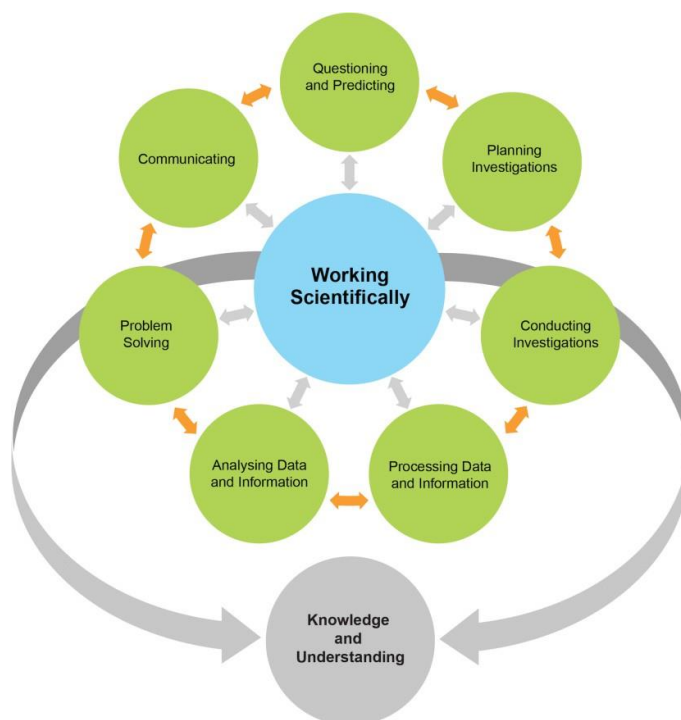 Questioning
and Predicting
Communicating
Planning
Investigations
Working
Scientifically
Problem
Solving
Conducting
Investigations
Analysing Data
and Information
Processing Data
and Information
Knowledge
and
Understanding